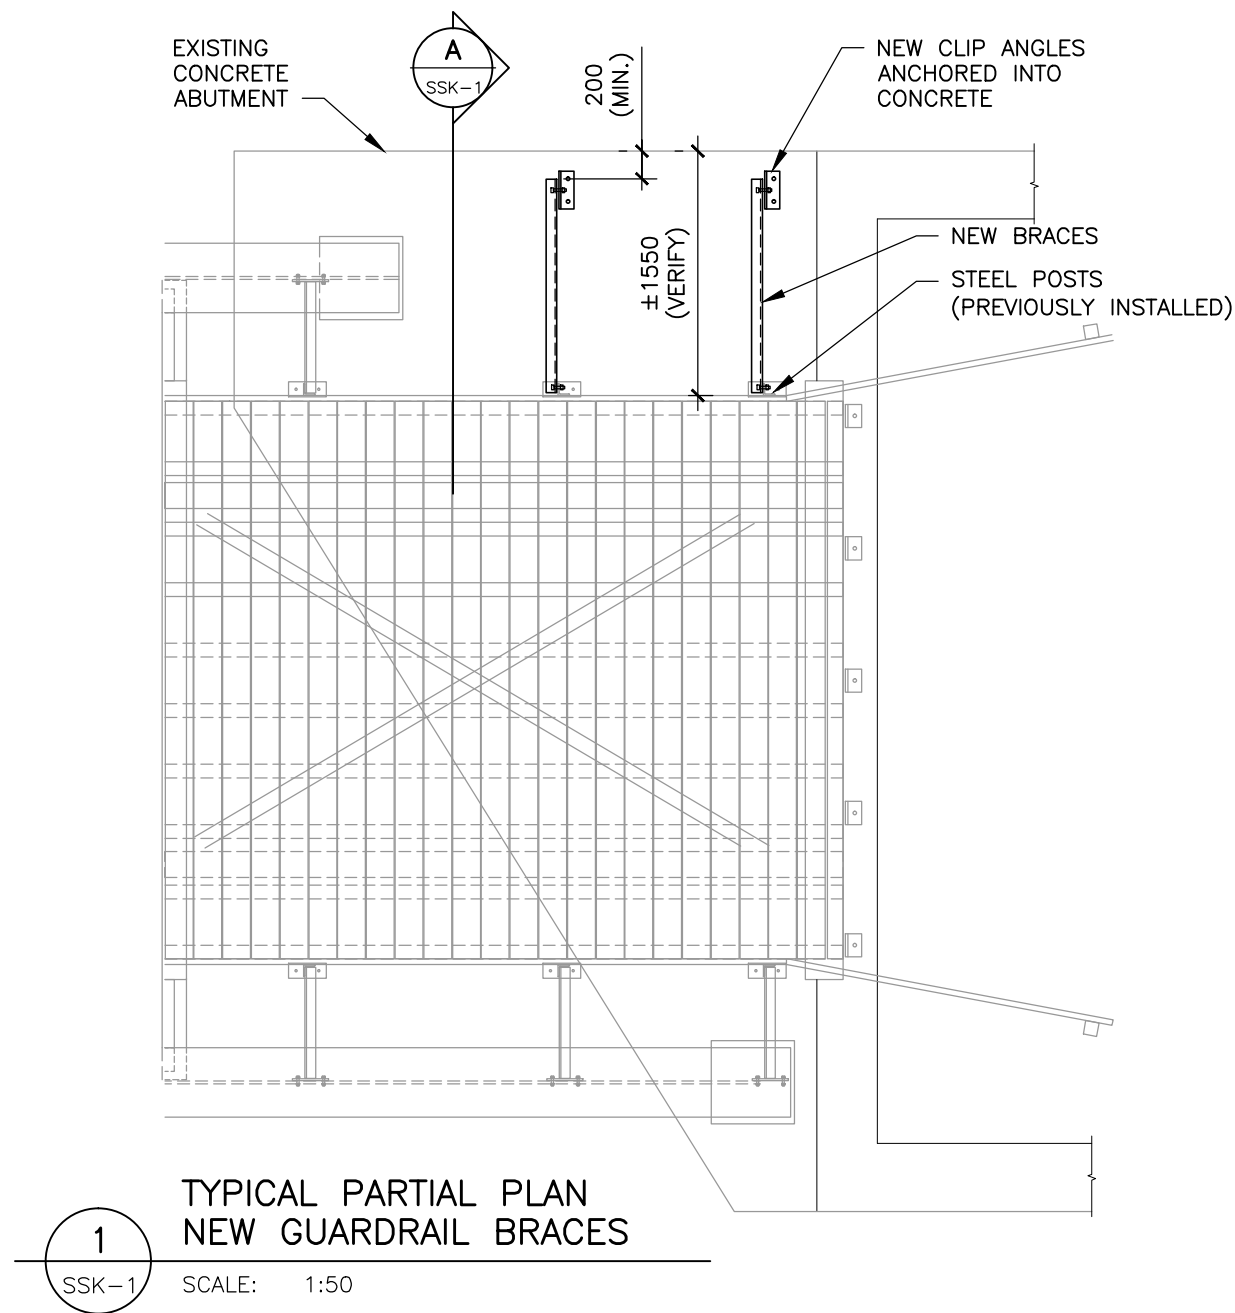 EXISTING
CONCRETE
ABUTMENT
A
SSK-1
200
(MIN.)
NEW CLIP ANGLES
ANCHORED INTO
CONCRETE
±1550
(VERIFY)
NEW BRACES
STEEL POSTS
(PREVIOUSLY INSTALLED)
1
SSK-1
TYPICAL PARTIAL PLAN
NEW GUARDRAIL BRACES
SCALE: 1:50